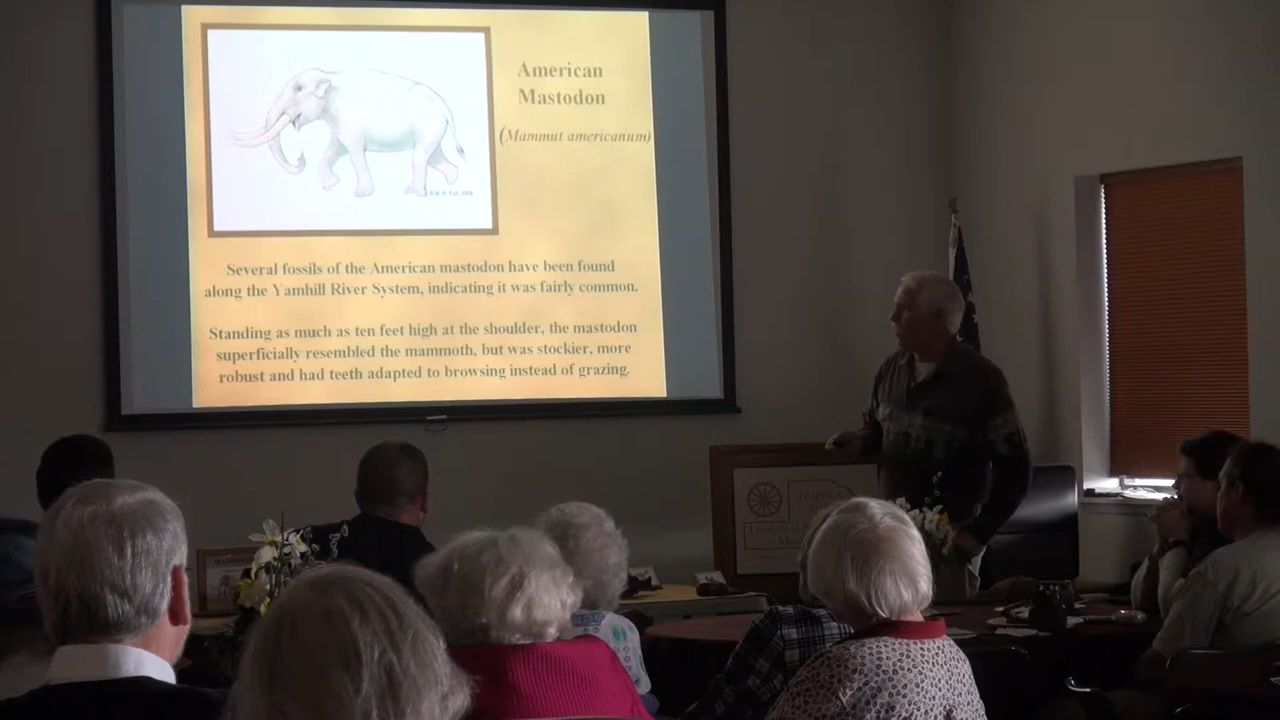 American
Mastodon
(Mammut americanum)
Several fossils of the American mastodon have been found
along the Yamhill River System, indicating it was fairly common.
Standing as much as ten feet high at the shoulder, the mastodon
superficially resembled the mammoth, but was stockier, more
robust and had teeth adapted to browsing instead of grazing.